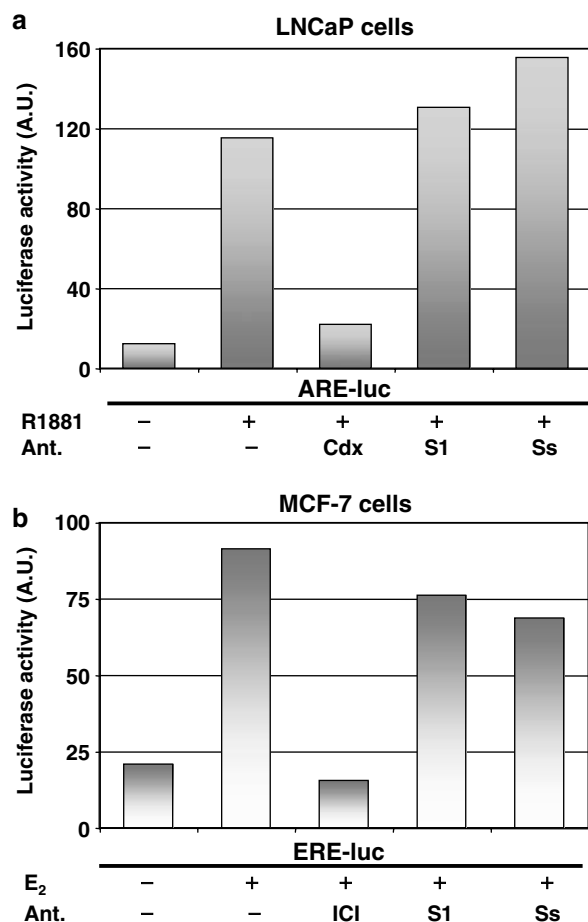 a
LNCaP cells
Luciferase activity (A.U.)
160
120
80
40
0
ARE-luc
R1881 – + + + +
Ant. – – Cdx S1 Ss
b
MCF-7 cells
Luciferase activity (A.U.)
100
75
50
25
0
ERE-luc
E₂ – + + + +
Ant. – – ICI S1 Ss